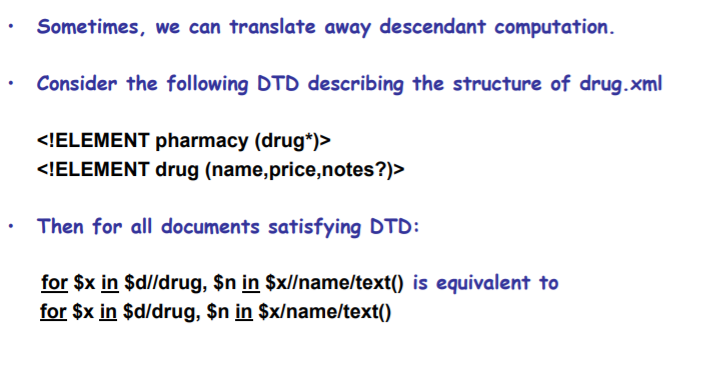 • Sometimes, we can translate away descendant computation.
• Consider the following DTD describing the structure of drug.xml
<!ELEMENT pharmacy (drug*)>
<!ELEMENT drug (name,price,notes?)>
• Then for all documents satisfying DTD:
for $x in $d//drug, $n in $x//name/text() is equivalent to
for $x in $d/drug, $n in $x/name/text()